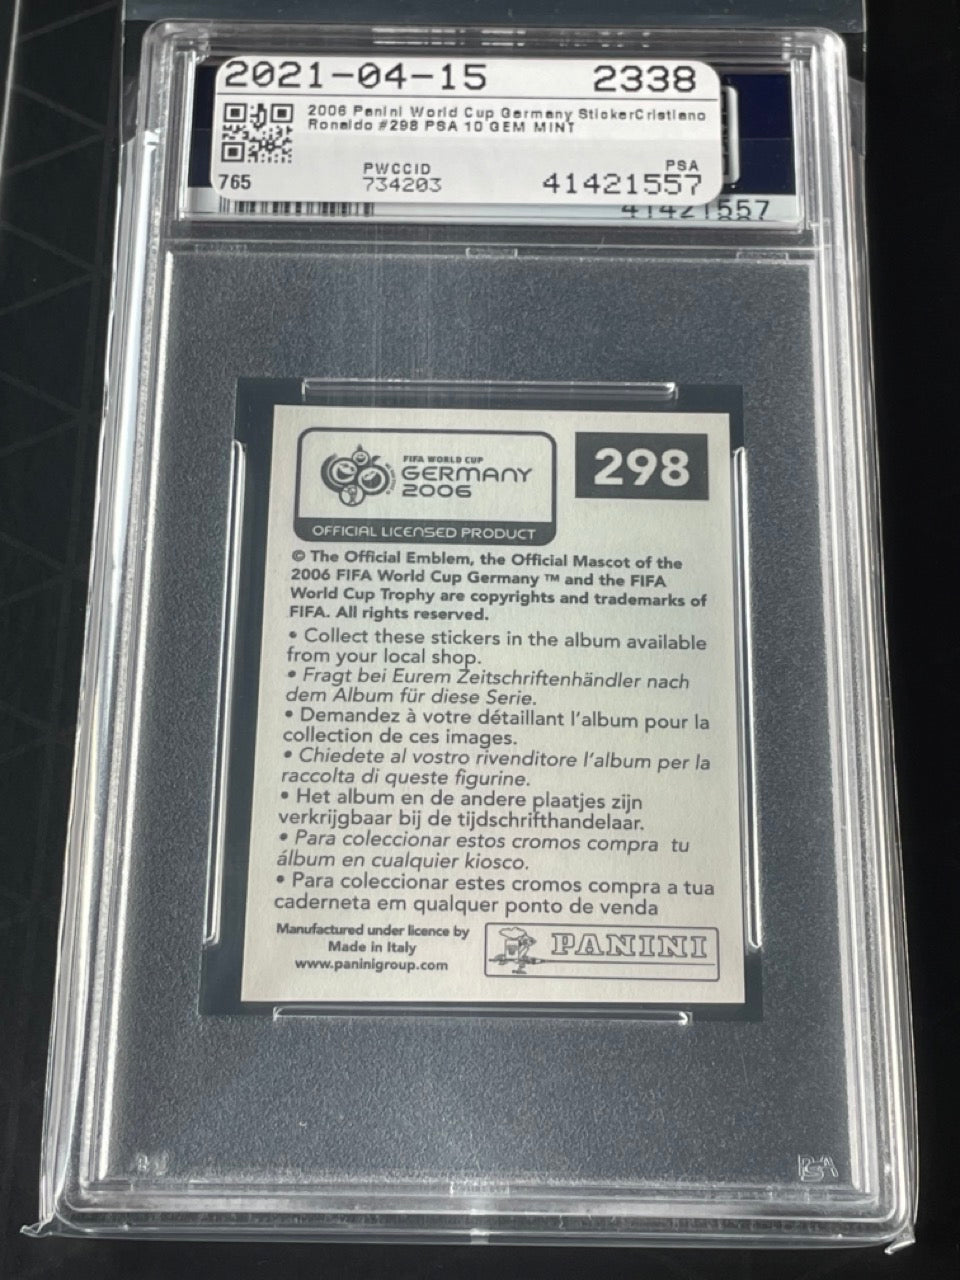 2021-04-15 2338
2006 Panini World Cup Germany StickerCristiano
Ronaldo #298 PSA 10 GEM MINT
PWCCID PSA
765 734203 41421557
41421557
FIFA WORLD CUP
GERMANY
2006
298
OFFICIAL LICENSED PRODUCT
© The Official Emblem, the Official Mascot of the
2006 FIFA World Cup Germany ™ and the FIFA
World Cup Trophy are copyrights and trademarks of
FIFA. All rights reserved.
• Collect these stickers in the album available
from your local shop.
• Fragt bei Eurem Zeitschriftenhändler nach
dem Album für diese Serie.
• Demandez à votre détaillant l'album pour la
collection de ces images.
• Chiedete al vostro rivenditore l'album per la
raccolta di queste figurine.
• Het album en de andere plaatjes zijn
verkrijgbaar bij de tijdschrifthandelaar.
• Para coleccionar estos cromos compra tu
álbum en cualquier kiosco.
• Para coleccionar estes cromos compra a tua
caderneta em qualquer ponto de venda
Manufactured under licence by
Made in Italy
www.paninigroup.com
PANINI
PSA